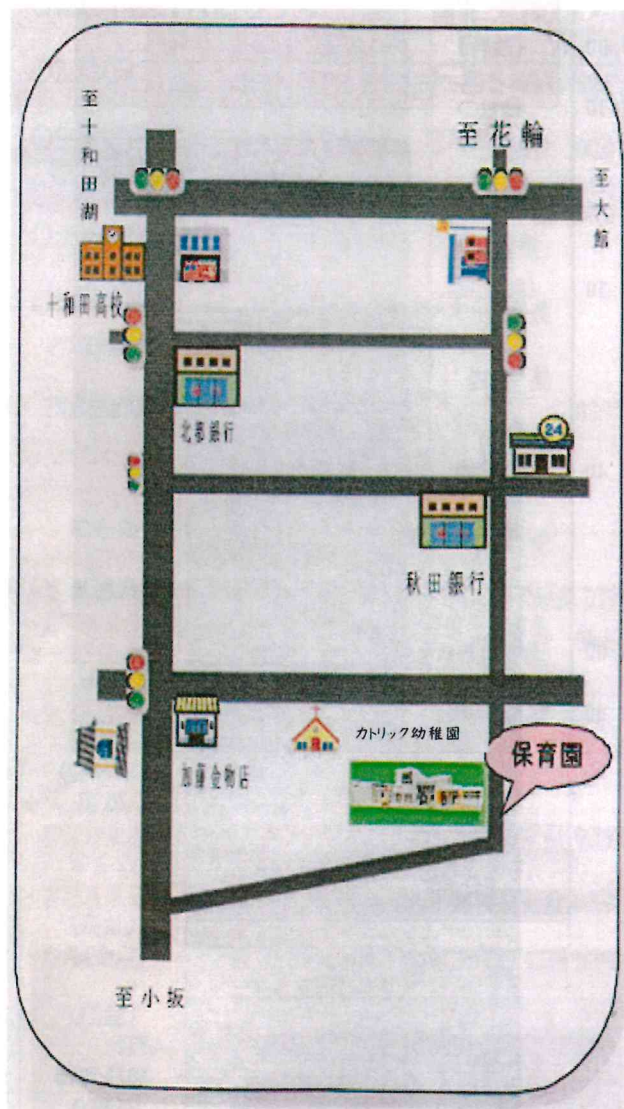 至十和田湖
至花輪
至大館
十和田高校
北都銀行
24
秋田銀行
カトリック幼稚園
保育園
加藤金物店
至小坂